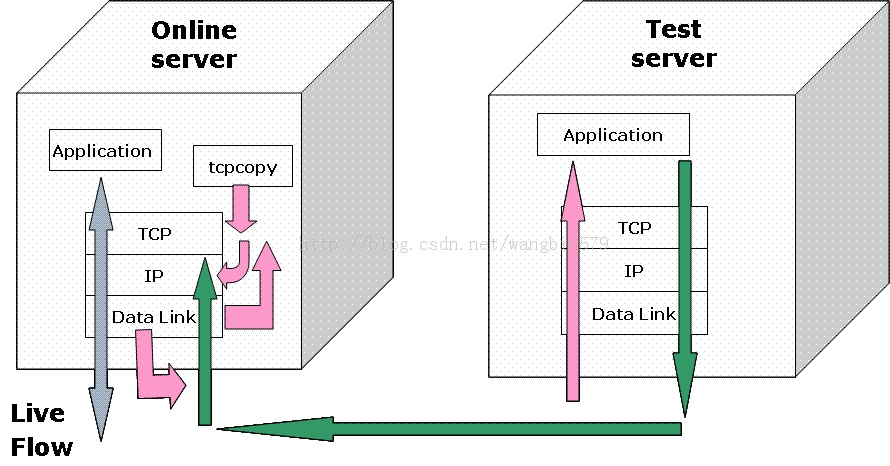 Online
server
Test
server
Application
tcpcopy
TCP
IP
Data Link
Application
TCP
IP
Data Link
Live
Flow